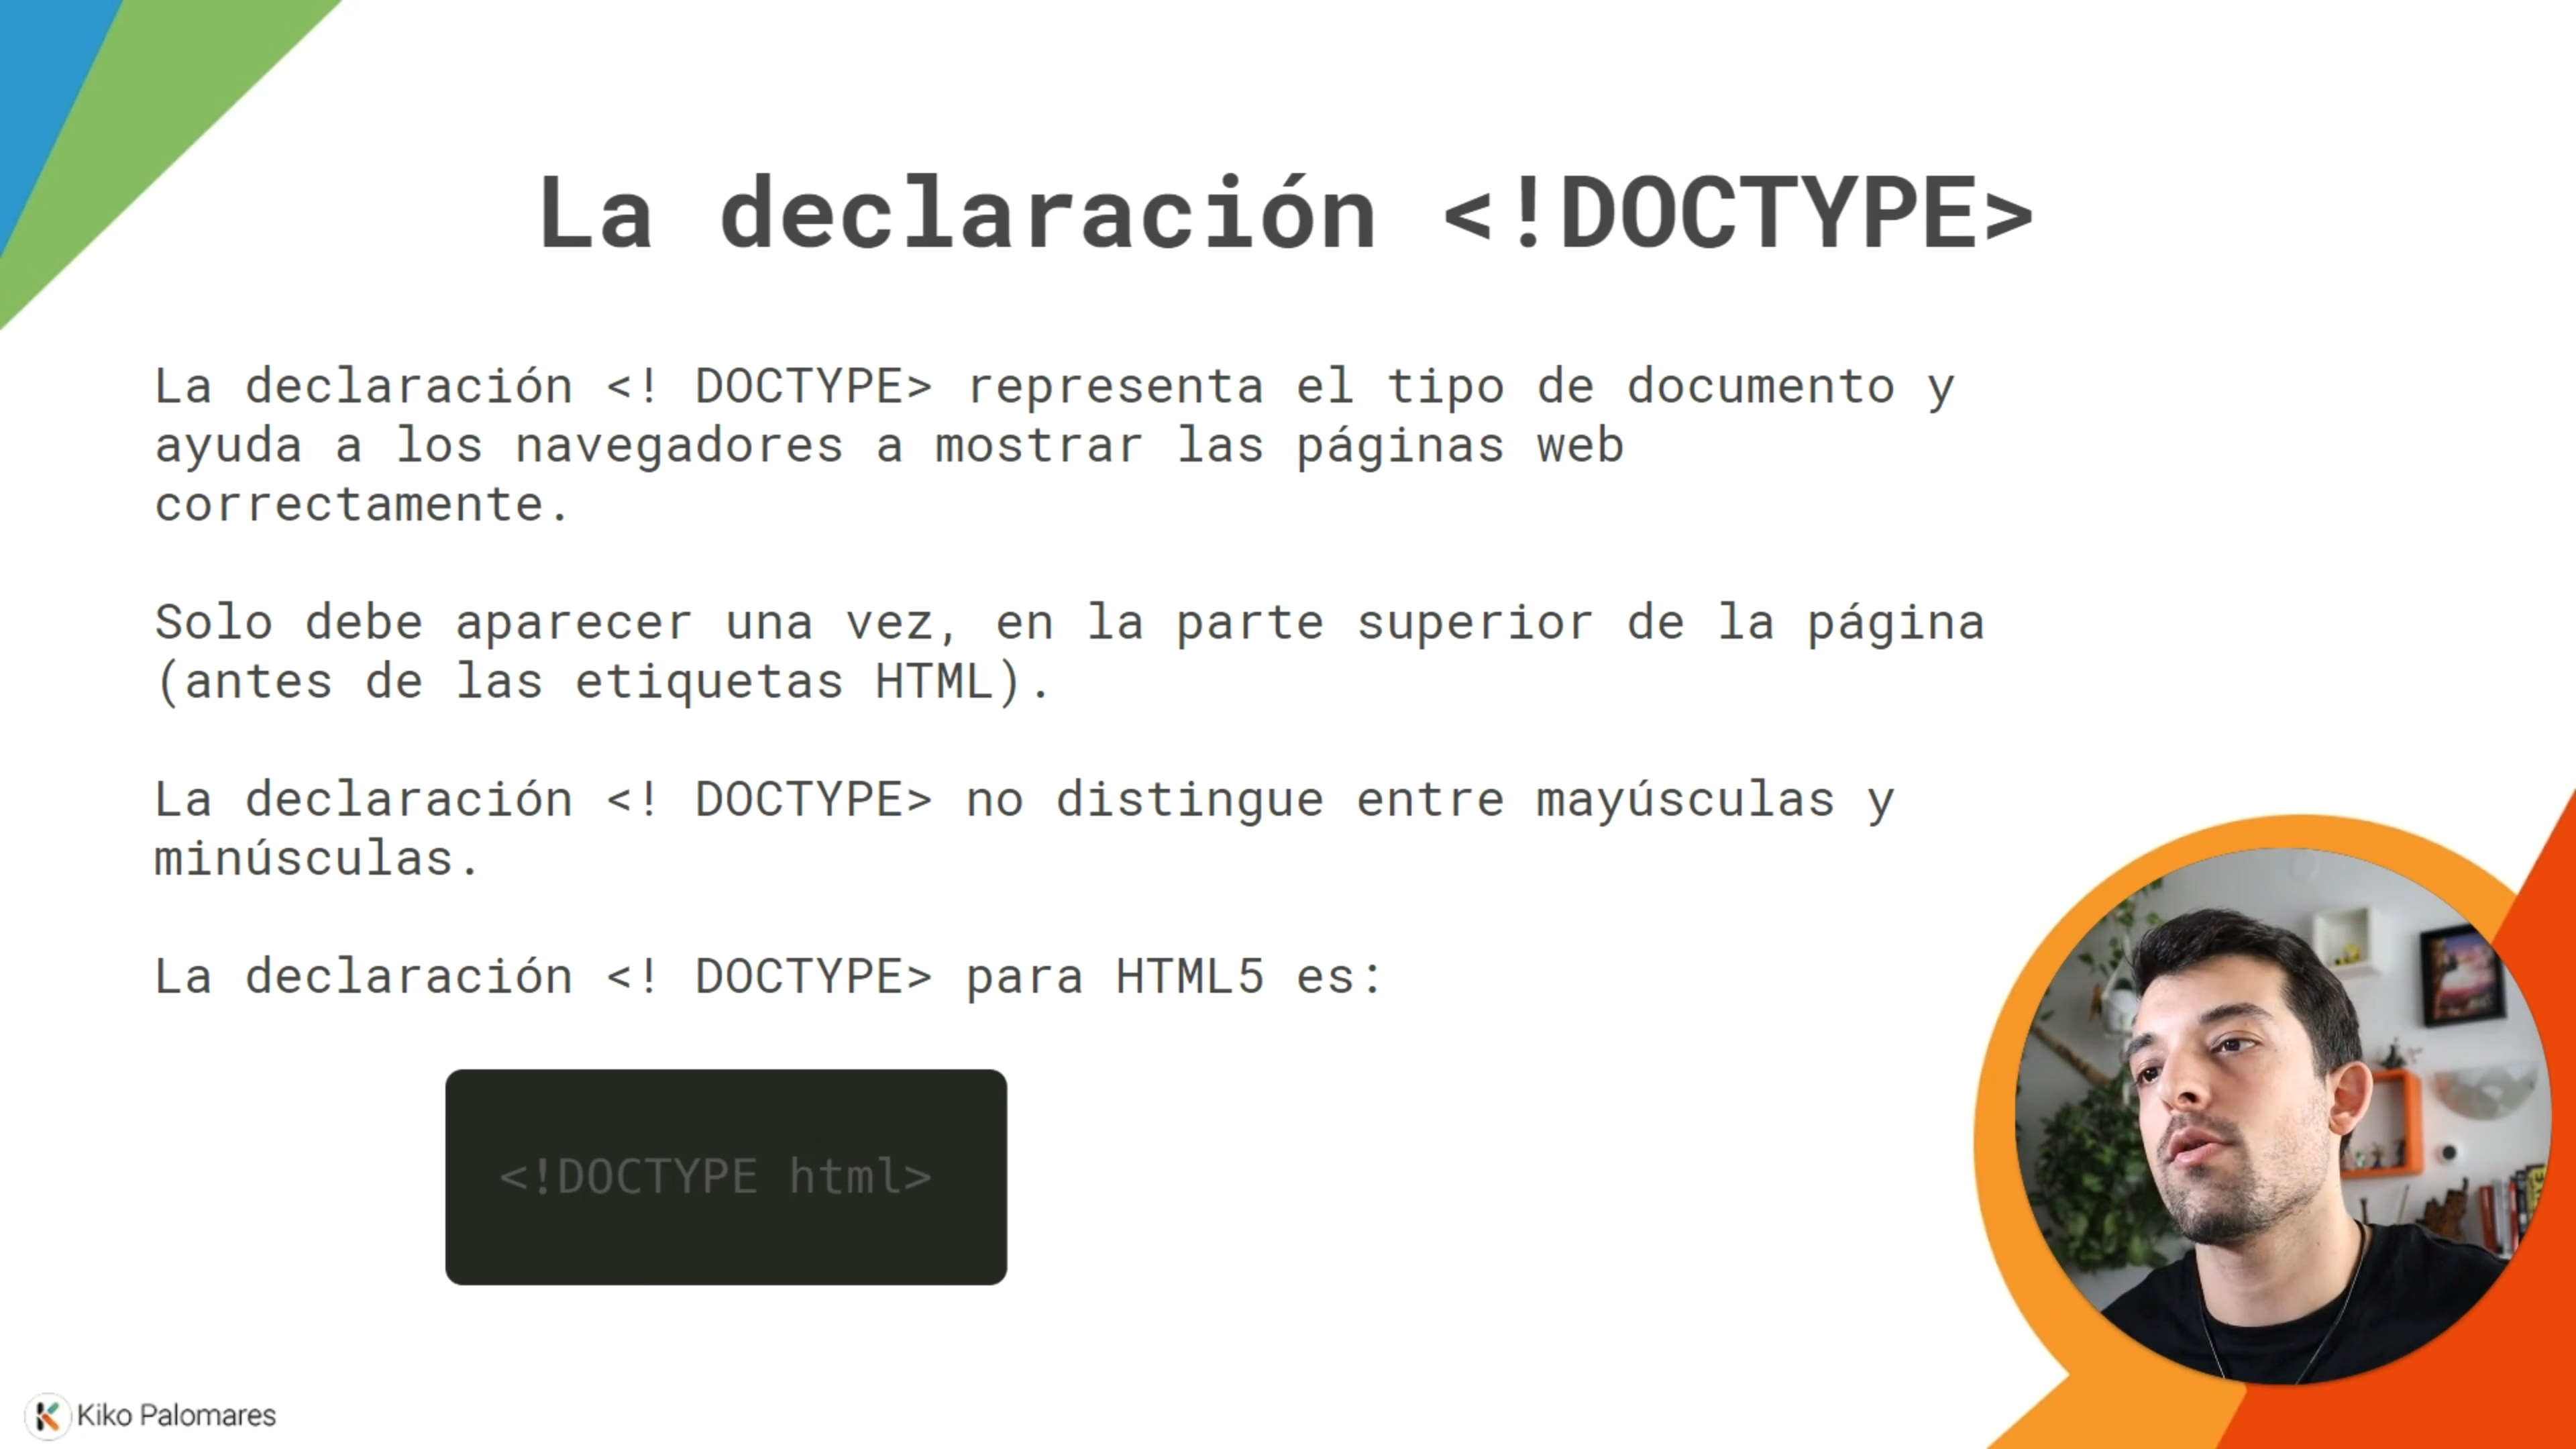 La declaración <!DOCTYPE>
La declaración <! DOCTYPE> representa el tipo de documento y
ayuda a los navegadores a mostrar las páginas web
correctamente.
Solo debe aparecer una vez, en la parte superior de la página
(antes de las etiquetas HTML).
La declaración <! DOCTYPE> no distingue entre mayúsculas y
minúsculas.
La declaración <! DOCTYPE> para HTML5 es:
<!DOCTYPE html>
Kiko Palomares